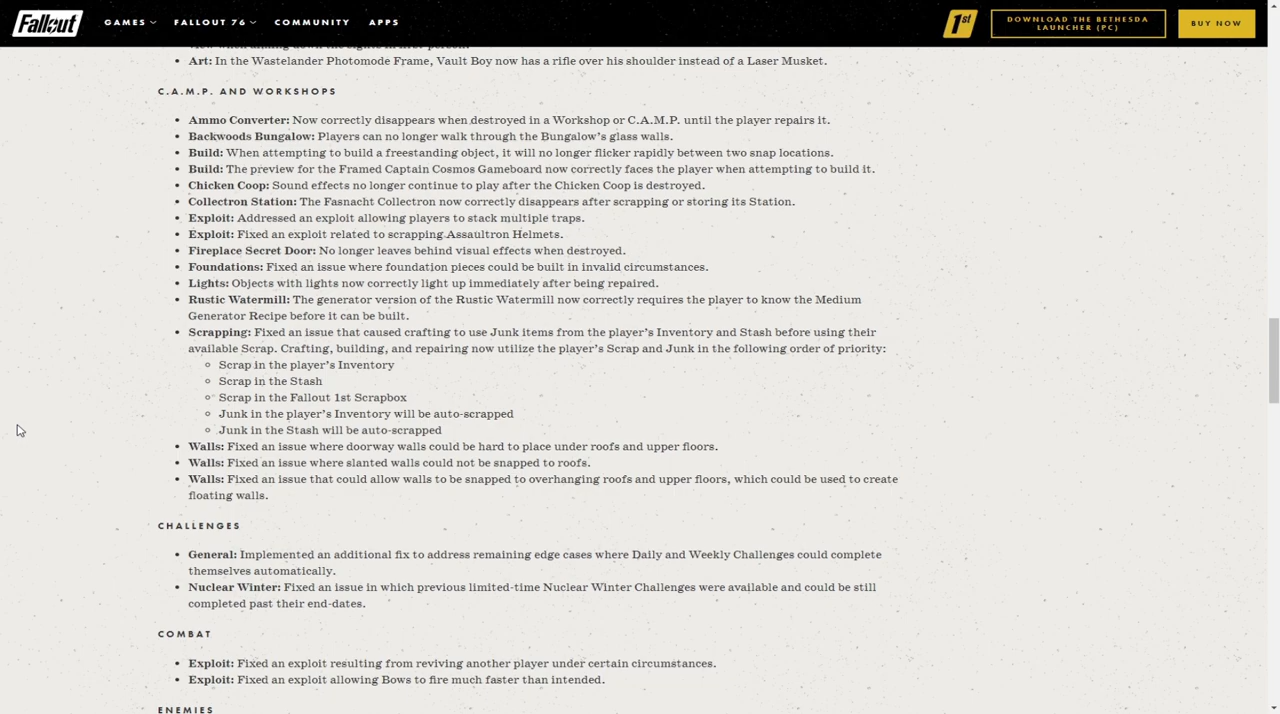 Fallout GAMES FALLOUT 76 COMMUNITY APPS 1st DOWNLOAD THE BETHESDA LAUNCHER (PC) BUY NOW
view when aiming down the sights in first person.
Art: In the Wastelander Photomode Frame, Vault Boy now has a rifle over his shoulder instead of a Laser Musket.
C.A.M.P. AND WORKSHOPS
Ammo Converter: Now correctly disappears when destroyed in a Workshop or C.A.M.P. until the player repairs it.
Backwoods Bungalow: Players can no longer walk through the Bungalow's glass walls.
Build: When attempting to build a freestanding object, it will no longer flicker rapidly between two snap locations.
Build: The preview for the Framed Captain Cosmos Gameboard now correctly faces the player when attempting to build it.
Chicken Coop: Sound effects no longer continue to play after the Chicken Coop is destroyed.
Collectron Station: The Fasnacht Collectron now correctly disappears after scrapping or storing its Station.
Exploit: Addressed an exploit allowing players to stack multiple traps.
Exploit: Fixed an exploit related to scrapping Assaultron Helmets.
Fireplace Secret Door: No longer leaves behind visual effects when destroyed.
Foundations: Fixed an issue where foundation pieces could be built in invalid circumstances.
Lights: Objects with lights now correctly light up immediately after being repaired.
Rustic Watermill: The generator version of the Rustic Watermill now correctly requires the player to know the Medium
Generator Recipe before it can be built.
Scrapping: Fixed an issue that caused crafting to use Junk items from the player's Inventory and Stash before using their
available Scrap. Crafting, building, and repairing now utilize the player's Scrap and Junk in the following order of priority:
Scrap in the player's Inventory
Scrap in the Stash
Scrap in the Fallout 1st Scrapbox
Junk in the player's Inventory will be auto-scrapped
Junk in the Stash will be auto-scrapped
Walls: Fixed an issue where doorway walls could be hard to place under roofs and upper floors.
Walls: Fixed an issue where slanted walls could not be snapped to roofs.
Walls: Fixed an issue that could allow walls to be snapped to overhanging roofs and upper floors, which could be used to create
floating walls.
CHALLENGES
General: Implemented an additional fix to address remaining edge cases where Daily and Weekly Challenges could complete
themselves automatically.
Nuclear Winter: Fixed an issue in which previous limited-time Nuclear Winter Challenges were available and could be still
completed past their end-dates.
COMBAT
Exploit: Fixed an exploit resulting from reviving another player under certain circumstances.
Exploit: Fixed an exploit allowing Bows to fire much faster than intended.
ENEMIES